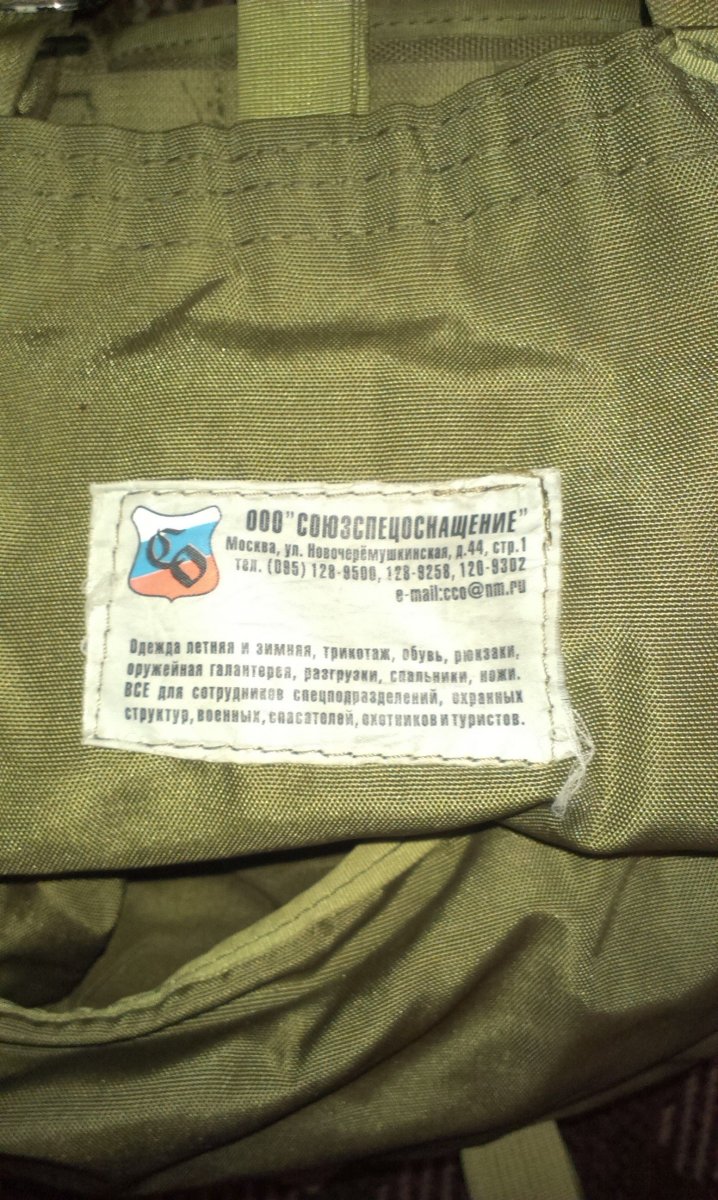 ООО"СОЮЗСПЕЦОСНАЩЕНИЕ"
Москва, ул. Новочерёмушкинская, д.44, стр.1
тел. (095) 128-9500, 128-9258, 120-9302
e-mail:cco@nm.ru
Одежда летняя и зимняя, трикотаж, обувь, рюкзаки,
оружейная галантерея, разгрузки, спальники, ножи.
ВСЕ для сотрудников спецподразделений, охранных
структур, военных, спасателей, охотников и туристов.